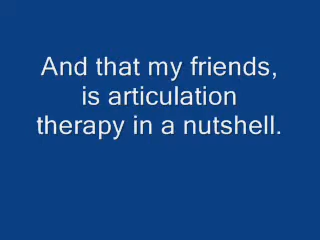 And that my friends,
is articulation
therapy in a nutshell.